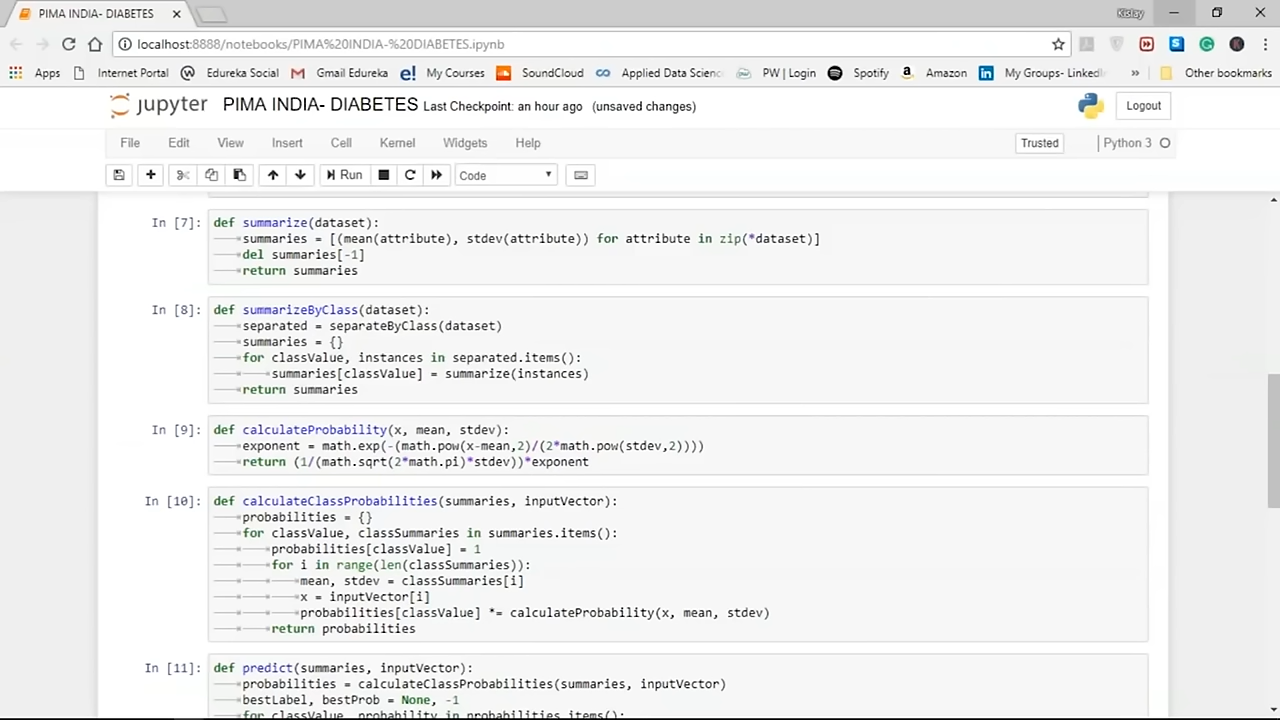 PIMA INDIA- DIABETES
Kislay
localhost:8888/notebooks/PIMA%20INDIA-%20DIABETES.ipynb
Apps Internet Portal Edureka Social Gmail Edureka My Courses SoundCloud Applied Data Scienc PW | Login Spotify Amazon My Groups- LinkedI » Other bookmarks
jupyter PIMA INDIA- DIABETES Last Checkpoint: an hour ago (unsaved changes) Logout
File Edit View Insert Cell Kernel Widgets Help Trusted Python 3
Run Code
In [7]: def summarize(dataset):
summaries = [(mean(attribute), stdev(attribute)) for attribute in zip(*dataset)]
del summaries[-1]
return summaries
In [8]: def summarizeByClass(dataset):
separated = separateByClass(dataset)
summaries = {}
for classValue, instances in separated.items():
summaries[classValue] = summarize(instances)
return summaries
In [9]: def calculateProbability(x, mean, stdev):
exponent = math.exp(-(math.pow(x-mean,2)/(2*math.pow(stdev,2))))
return (1/(math.sqrt(2*math.pi)*stdev))*exponent
In [10]: def calculateClassProbabilities(summaries, inputVector):
probabilities = {}
for classValue, classSummaries in summaries.items():
probabilities[classValue] = 1
for i in range(len(classSummaries)):
mean, stdev = classSummaries[i]
x = inputVector[i]
probabilities[classValue] *= calculateProbability(x, mean, stdev)
return probabilities
In [11]: def predict(summaries, inputVector):
probabilities = calculateClassProbabilities(summaries, inputVector)
bestLabel, bestProb = None, -1
for classValue, probability in probabilities.items():